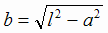 b = √(l² − a²)